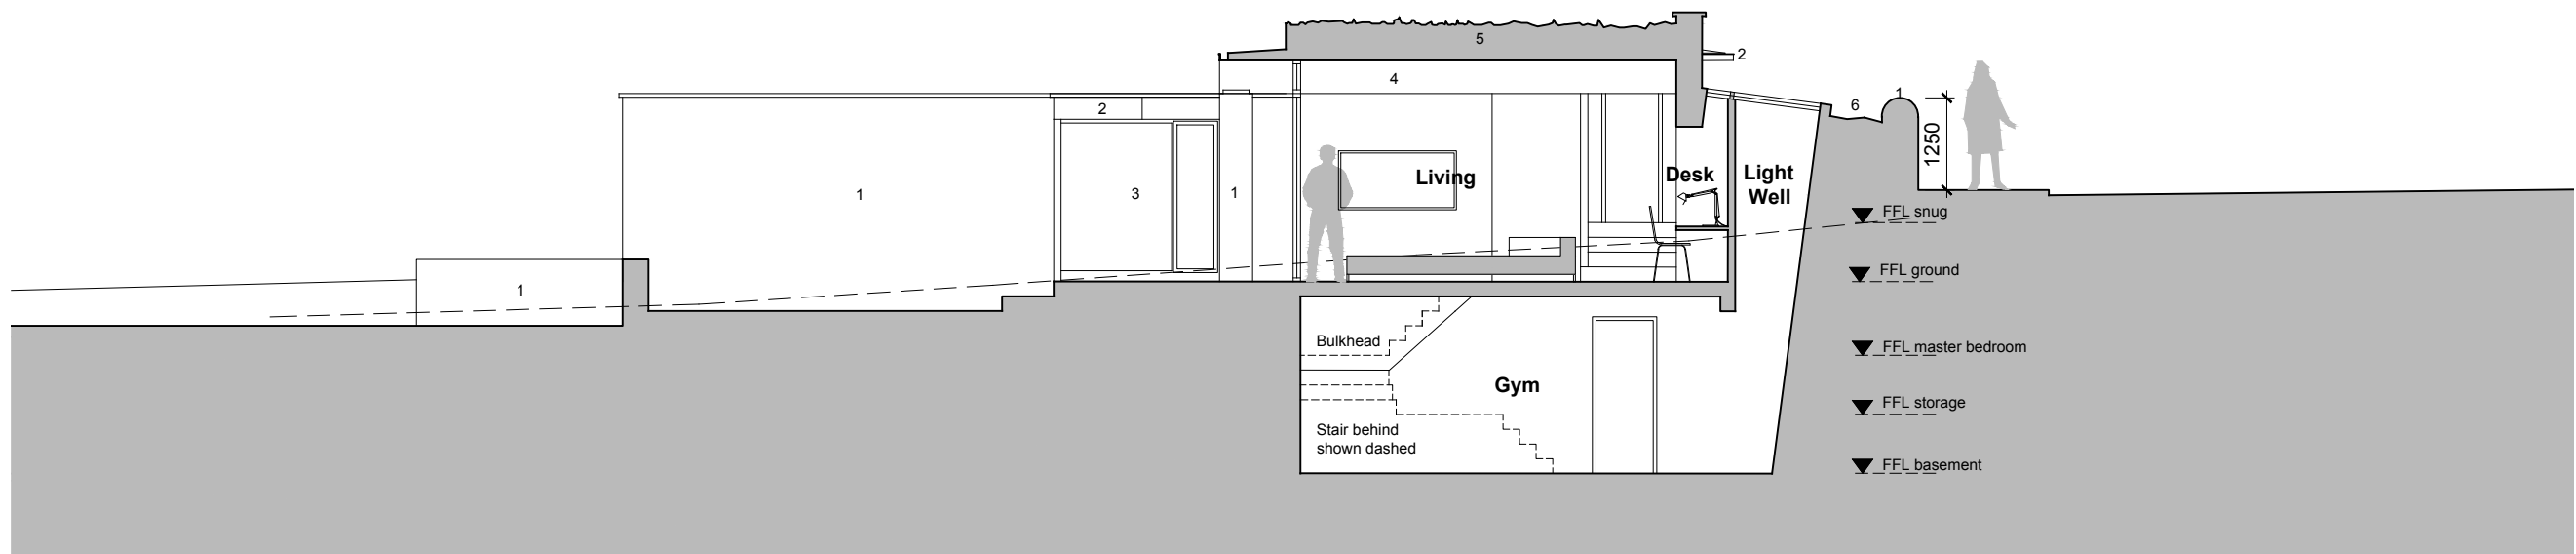 5
2
4
2
1
6
1250
1
3
1
Living
Desk
Light
Well
FFL snug
FFL ground
1
Bulkhead
FFL master bedroom
Gym
FFL storage
Stair behind
shown dashed
FFL basement